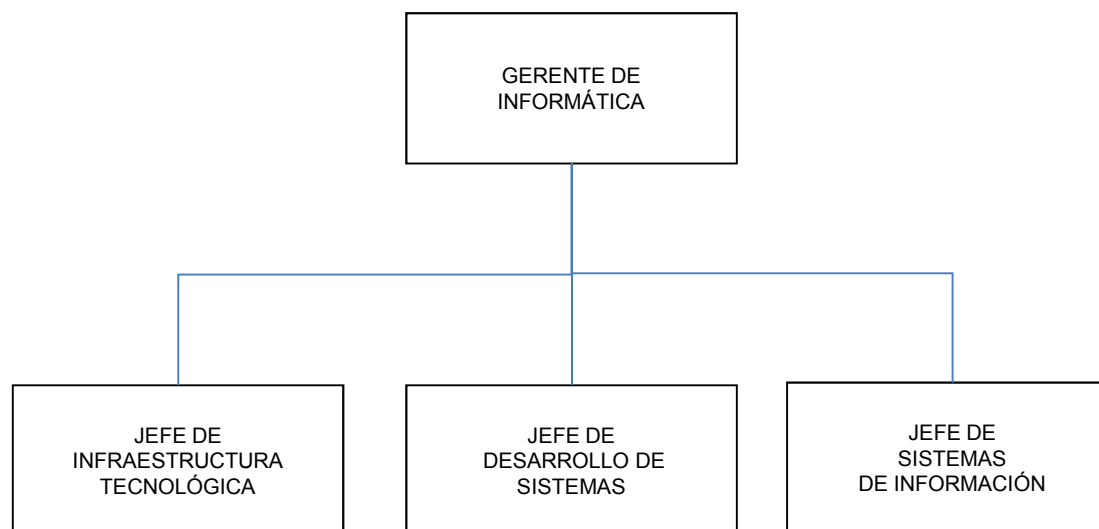 GERENTE DE
INFORMÁTICA
JEFE DE
INFRAESTRUCTURA
TECNOLÓGICA
JEFE DE
DESARROLLO DE
SISTEMAS
JEFE DE
SISTEMAS
DE INFORMACIÓN